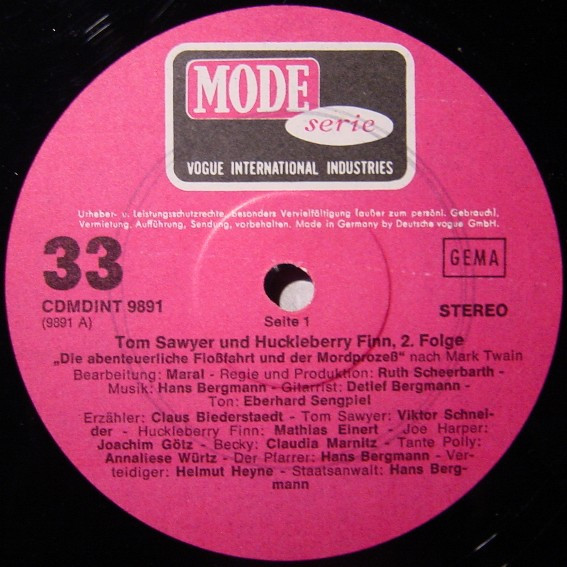 MODE
serie
VOGUE INTERNATIONAL INDUSTRIES
Urheber- u. Leistungsschutzrechte, besonders Vervielfältigung (außer zum persönl. Gebrauch),
Vermietung, Aufführung, Sendung, vorbehalten. Made in Germany by Deutsche vogue GmbH.
33
GEMA
CDMDINT 9891
(9891 A)
Seite 1
STEREO
Tom Sawyer und Huckleberry Finn, 2. Folge
„Die abenteuerliche Floßfahrt und der Mordprozeß“ nach Mark Twain
Bearbeitung: Maral - Regie und Produktion: Ruth Scheerbarth -
Musik: Hans Bergmann - Gitarrist: Detlef Bergmann -
Ton: Eberhard Sengpiel
Erzähler: Claus Biederstaedt - Tom Sawyer: Viktor Schnei-
der - Huckleberry Finn: Mathias Einert - Joe Harper:
Joachim Götz - Becky: Claudia Marnitz - Tante Polly:
Annaliese Würtz - Der Pfarrer: Hans Bergmann - Ver-
teidiger: Helmut Heyne - Staatsanwalt: Hans Berg-
mann